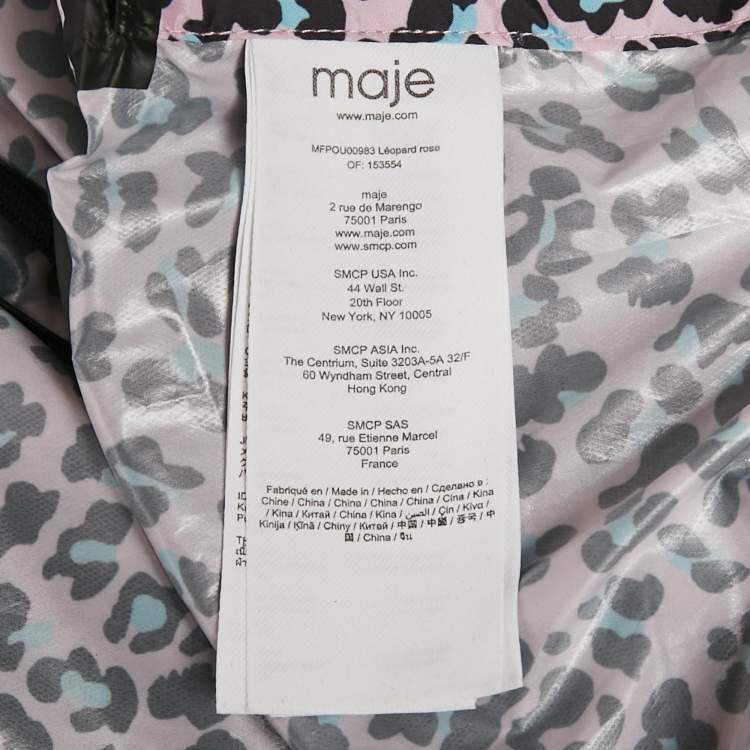 maje
www.maje.com
MFPOU00983 Léopard rose
OF: 153554
maje
2 rue de Marengo
75001 Paris
www.maje.com
www.smcp.com
SMCP USA Inc.
44 Wall St.
20th Floor
New York, NY 10005
SMCP ASIA Inc.
The Centrium, Suite 3203A-5A 32/F
60 Wyndham Street, Central
Hong Kong
SMCP SAS
49, rue Etienne Marcel
75001 Paris
France
Fabriqué en / Made in / Hecho en / Сделано в :
Chine / China / China / China / China / Cina / Kina
/ Kina / Китай / China / Kina / الصين / Çin / Kиva /
Kinija / Ķīnā / Chiny / Китай / 中国 / 中國 / 중국 / 中
国 / China / จีน